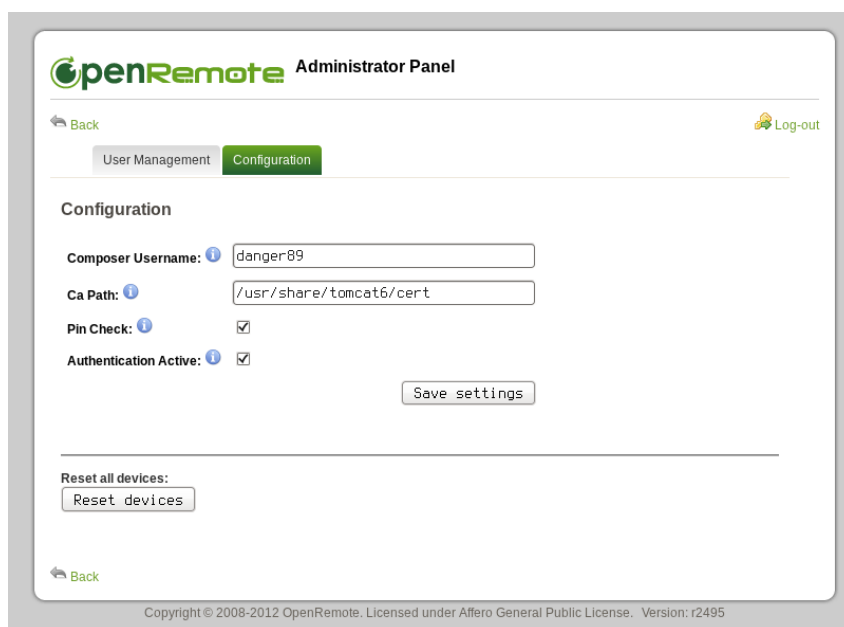 OpenRemote Administrator Panel
Back Log-out
User Management Configuration
Configuration
Composer Username: danger89
Ca Path: /usr/share/tomcat6/cert
Pin Check:
Authentication Active:
Save settings
Reset all devices:
Reset devices
Back
Copyright © 2008-2012 OpenRemote. Licensed under Affero General Public License. Version: r2495